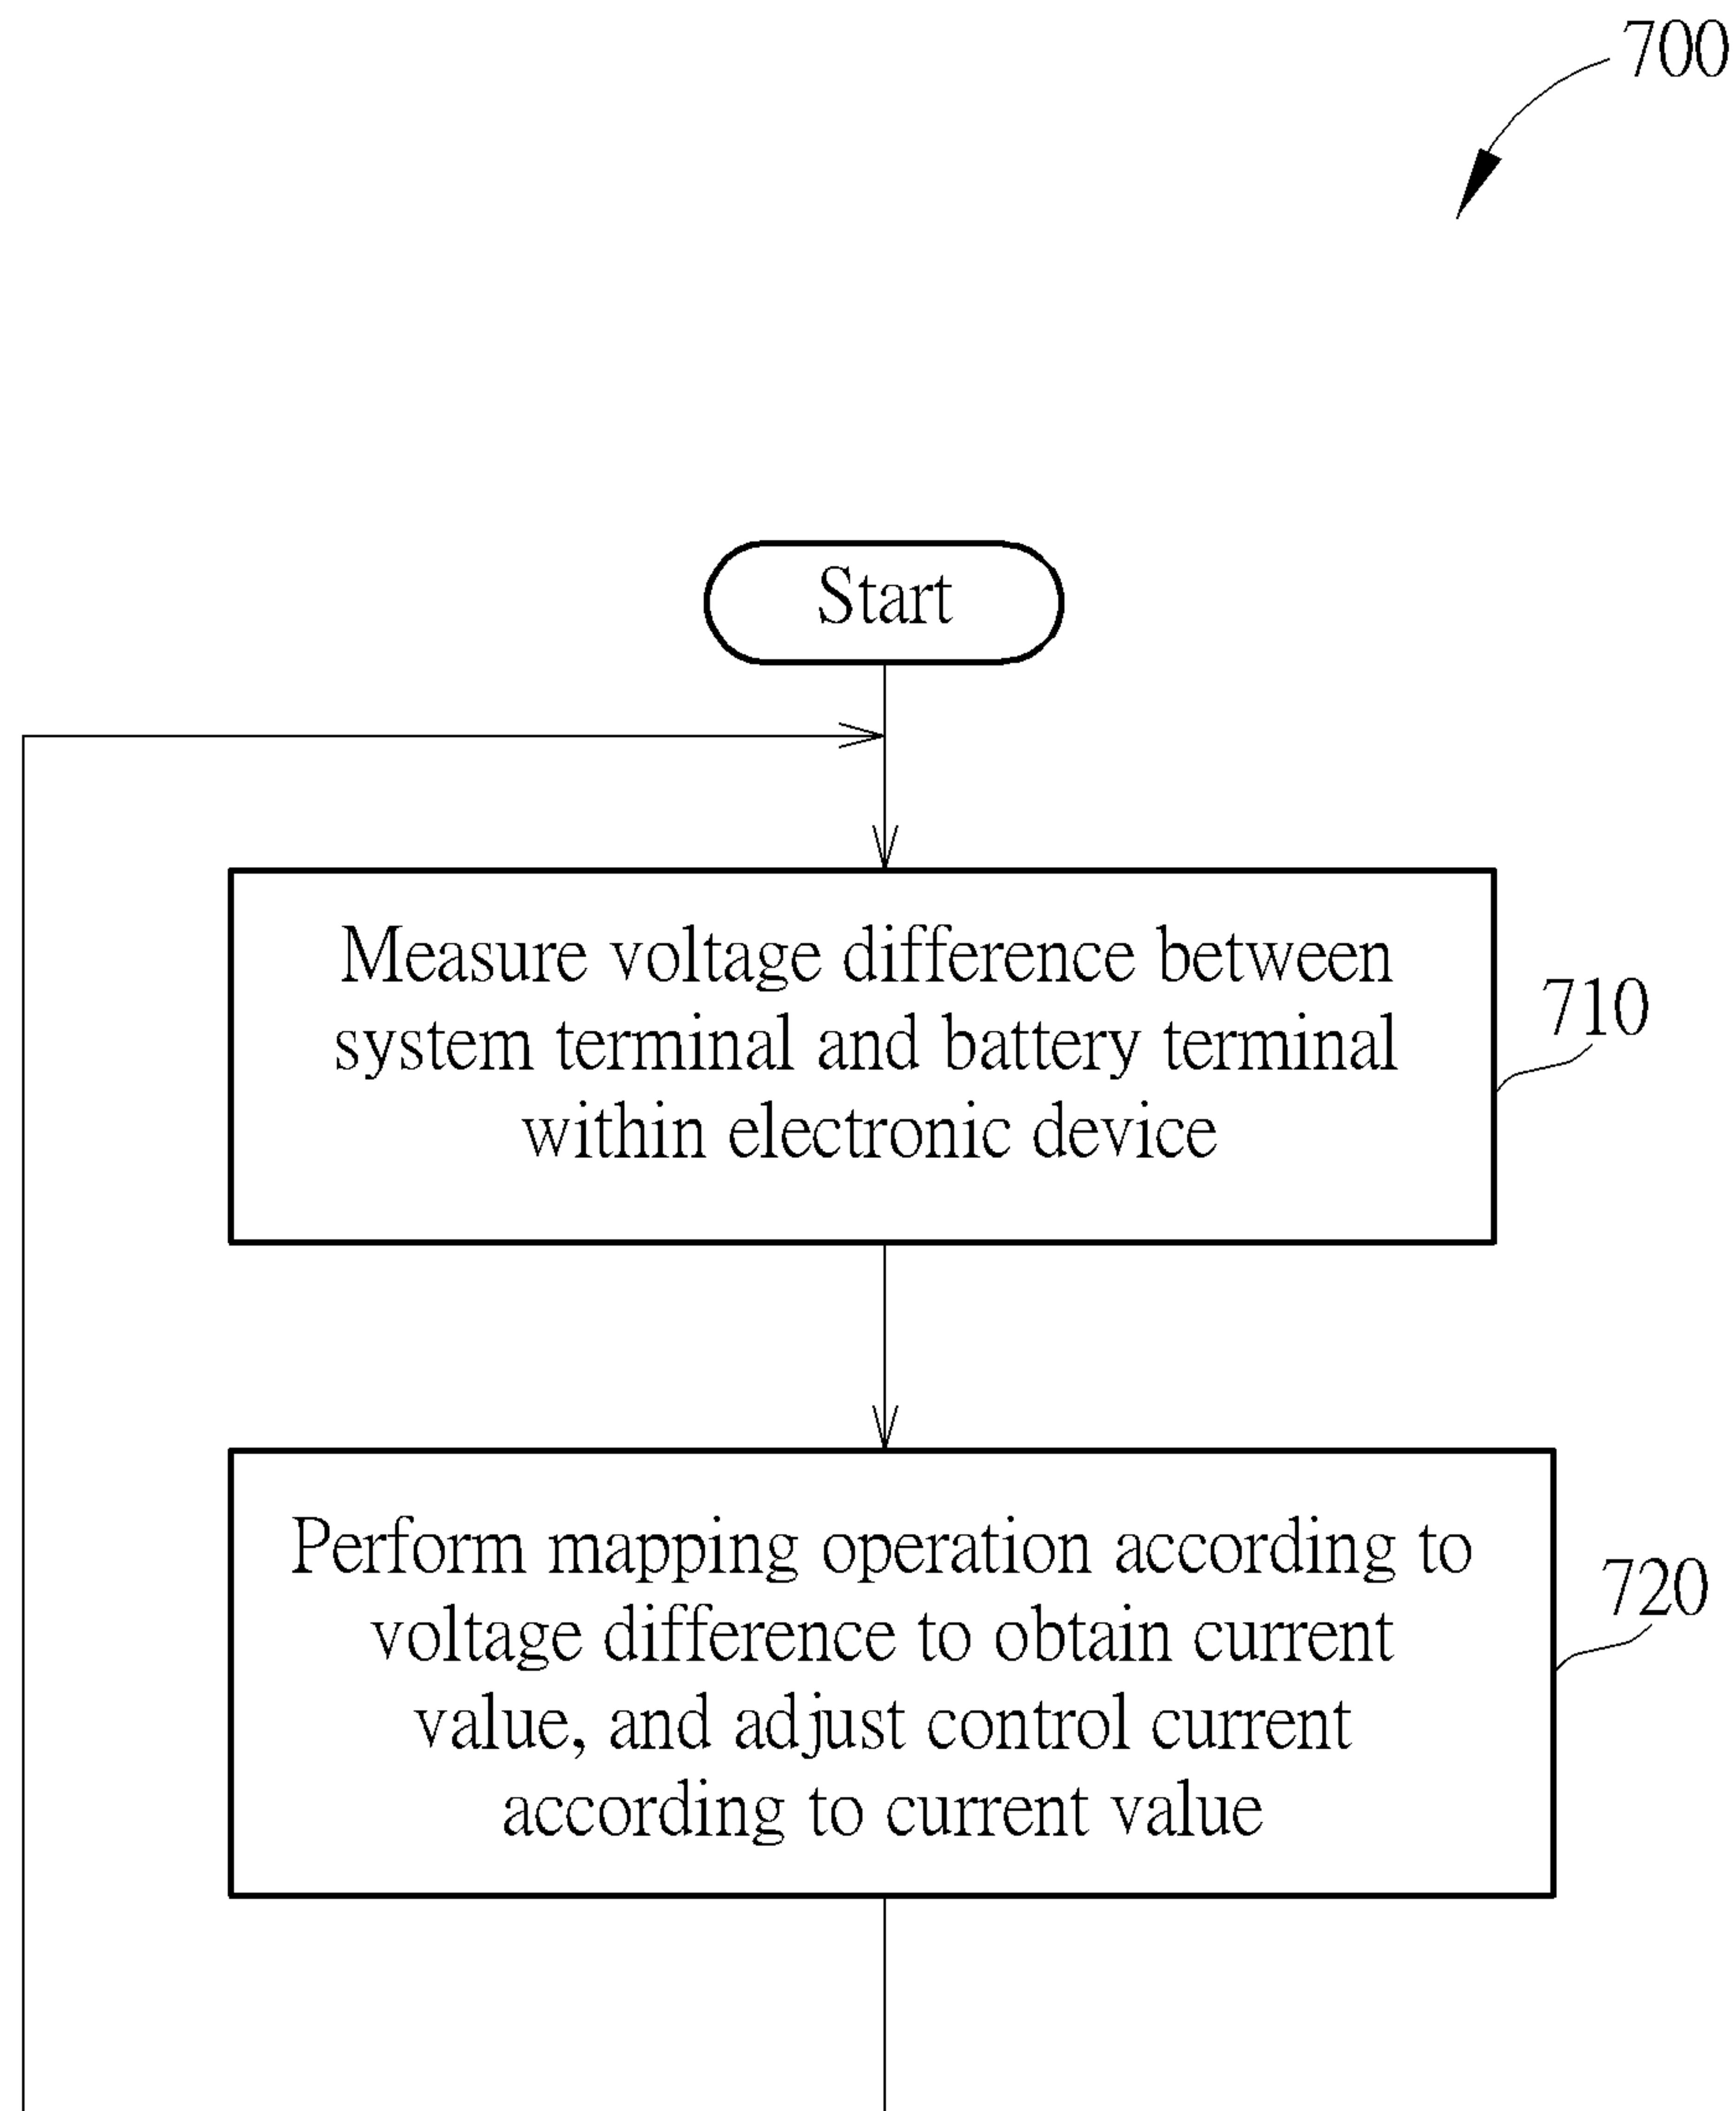 700
Start
Measure voltage difference between
system terminal and battery terminal
within electronic device
710
Perform mapping operation according to
voltage difference to obtain current
value, and adjust control current
according to current value
720